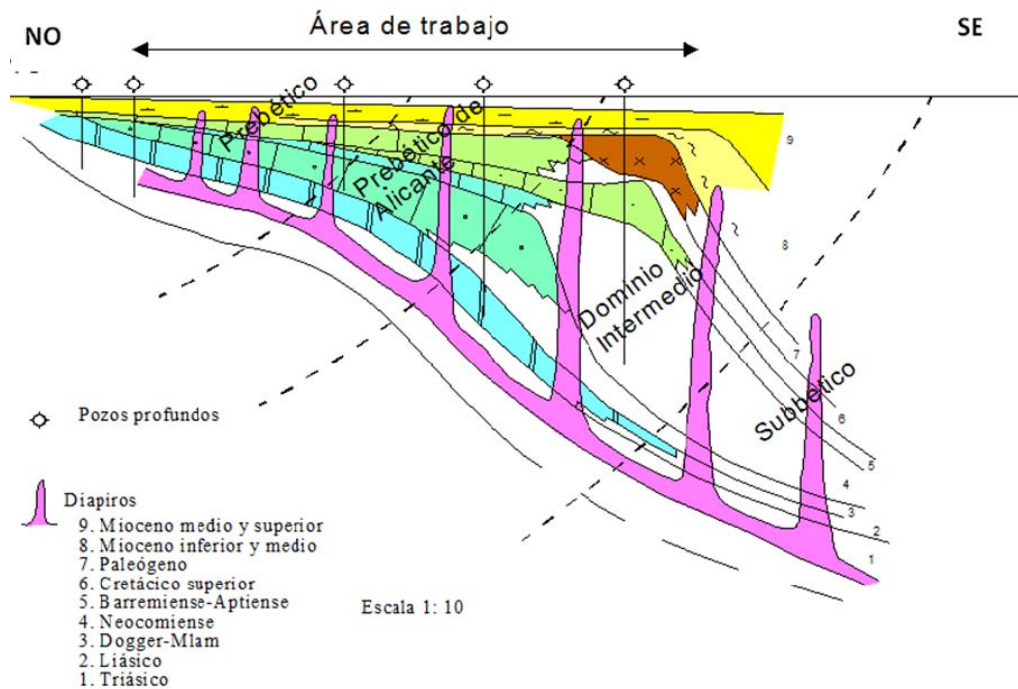 Área de trabajo
NO
SE
Prebético
Prebético de
Alicante
Dominio
Intermedio
Subbético
9
8
7
6
5
4
3
2
1
Pozos profundos
Diapiros
9. Mioceno medio y superior
8. Mioceno inferior y medio
7. Paleógeno
6. Cretácico superior
5. Barremiense-Aptiense
4. Neocomiense
3. Dogger-Mlam
2. Liásico
1. Triásico
Escala 1: 10